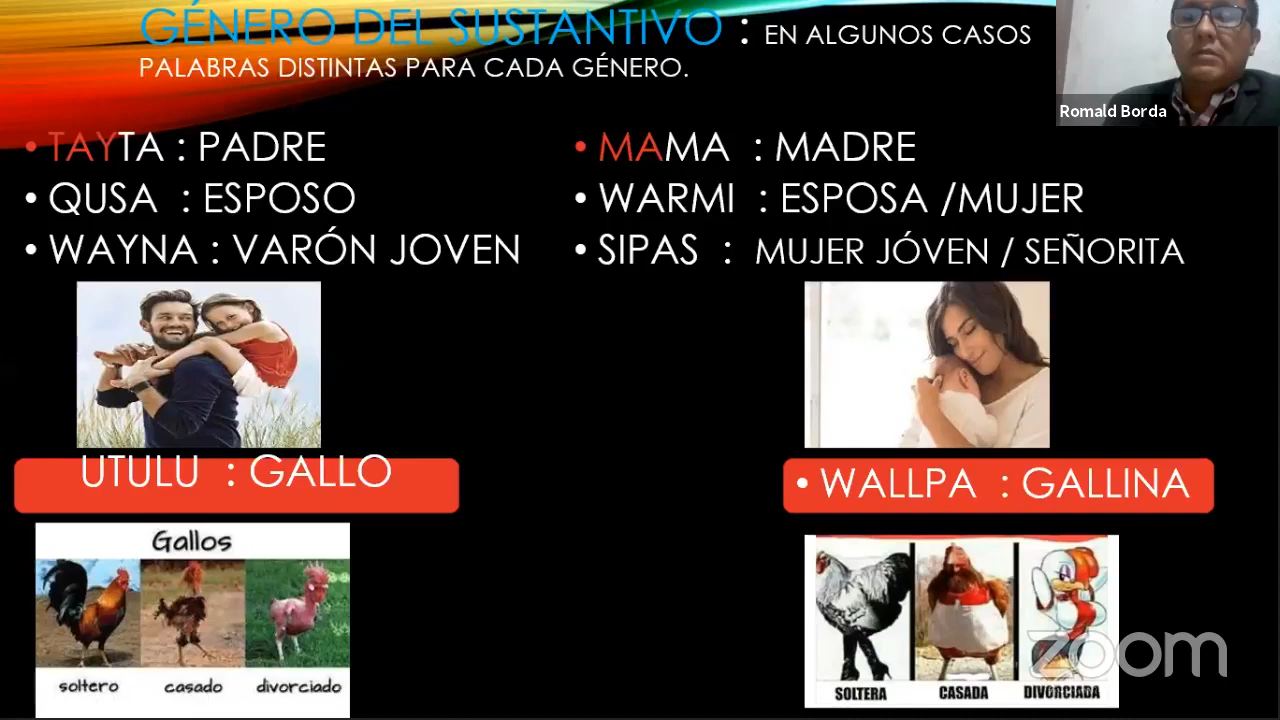 GÉNERO DEL SUSTANTIVO : EN ALGUNOS CASOS
PALABRAS DISTINTAS PARA CADA GÉNERO.
Romald Borda
• TAYTA : PADRE
• QUSA : ESPOSO
• WAYNA : VARÓN JOVEN
• MAMA : MADRE
• WARMI : ESPOSA /MUJER
• SIPAS : MUJER JÓVEN / SEÑORITA
UTULU : GALLO
• WALLPA : GALLINA
Gallos
soltero casado divorciado
SOLTERA CASADA DIVORCIADA
zoom